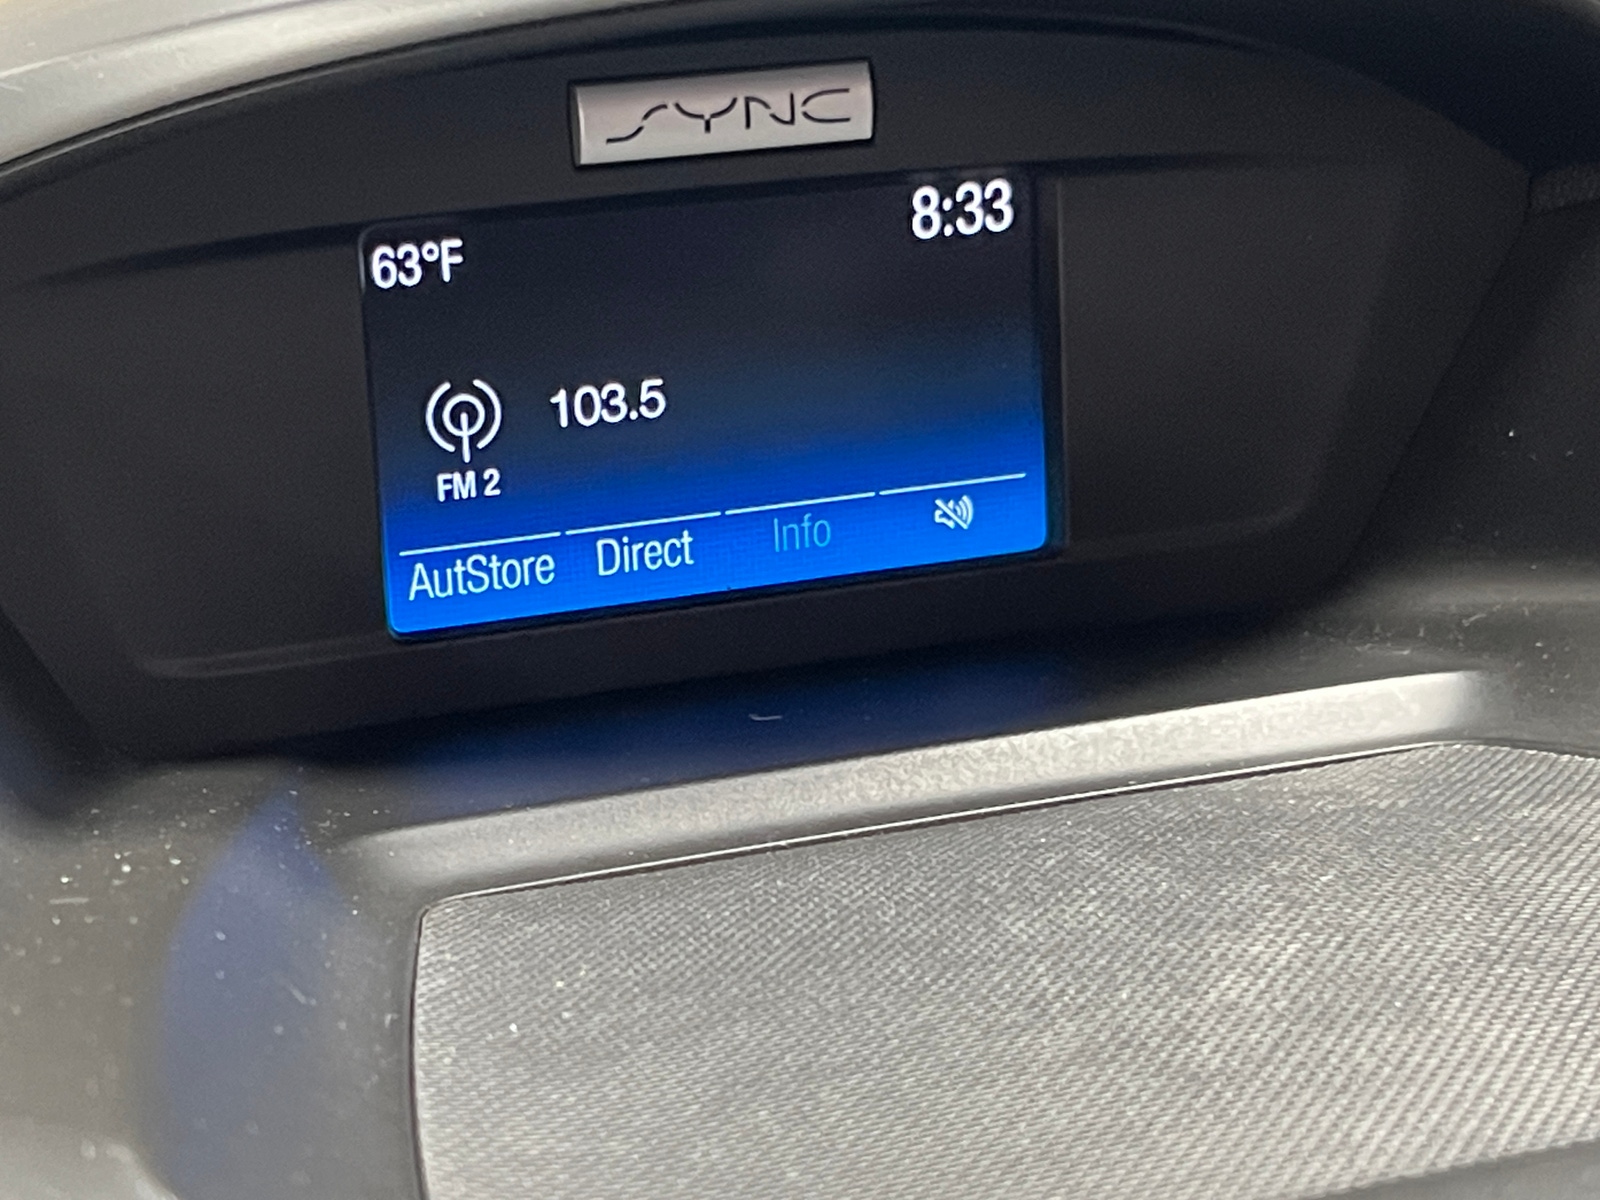 SYNC
63°F
8:33
103.5
FM 2
AutStore
Direct
Info